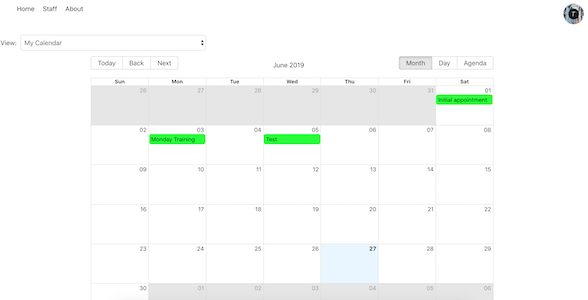 Home Staff About
View: My Calendar
Today Back Next June 2019 Month Day Agenda
Sun Mon Tue Wed Thu Fri Sat
26 27 28 29 30 31 01
Initial appointment
02 03 04 05 06 07 08
Monday Training Test
09 10 11 12 13 14 15
16 17 18 19 20 21 22
23 24 25 26 27 28 29
30 01 02 03 04 05 06